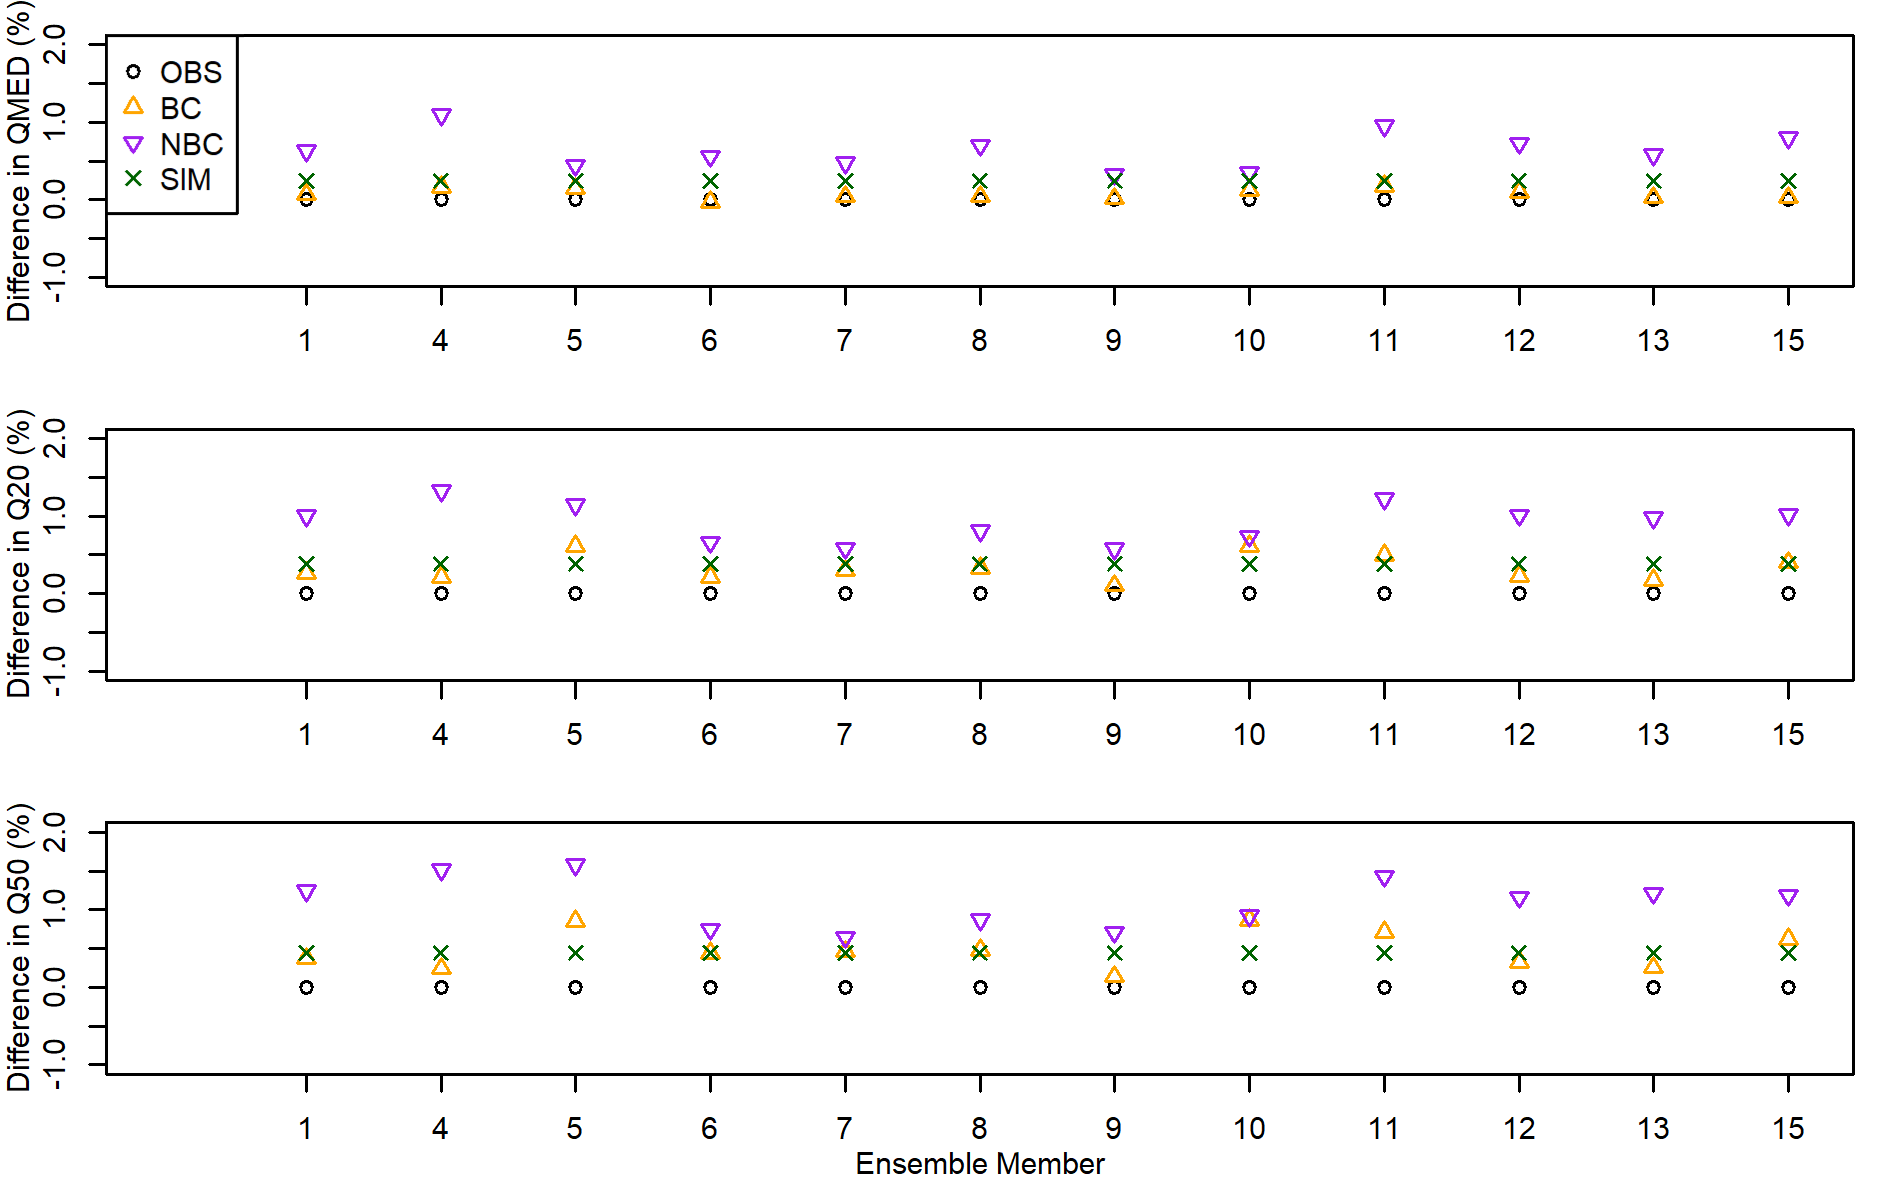 Difference in QMED (%)
2.0
1.0
0.0
-1.0
OBS
BC
NBC
SIM
1 4 5 6 7 8 9 10 11 12 13 15
Difference in Q20 (%)
2.0
1.0
0.0
-1.0
1 4 5 6 7 8 9 10 11 12 13 15
Difference in Q50 (%)
2.0
1.0
0.0
-1.0
1 4 5 6 7 8 9 10 11 12 13 15
Ensemble Member